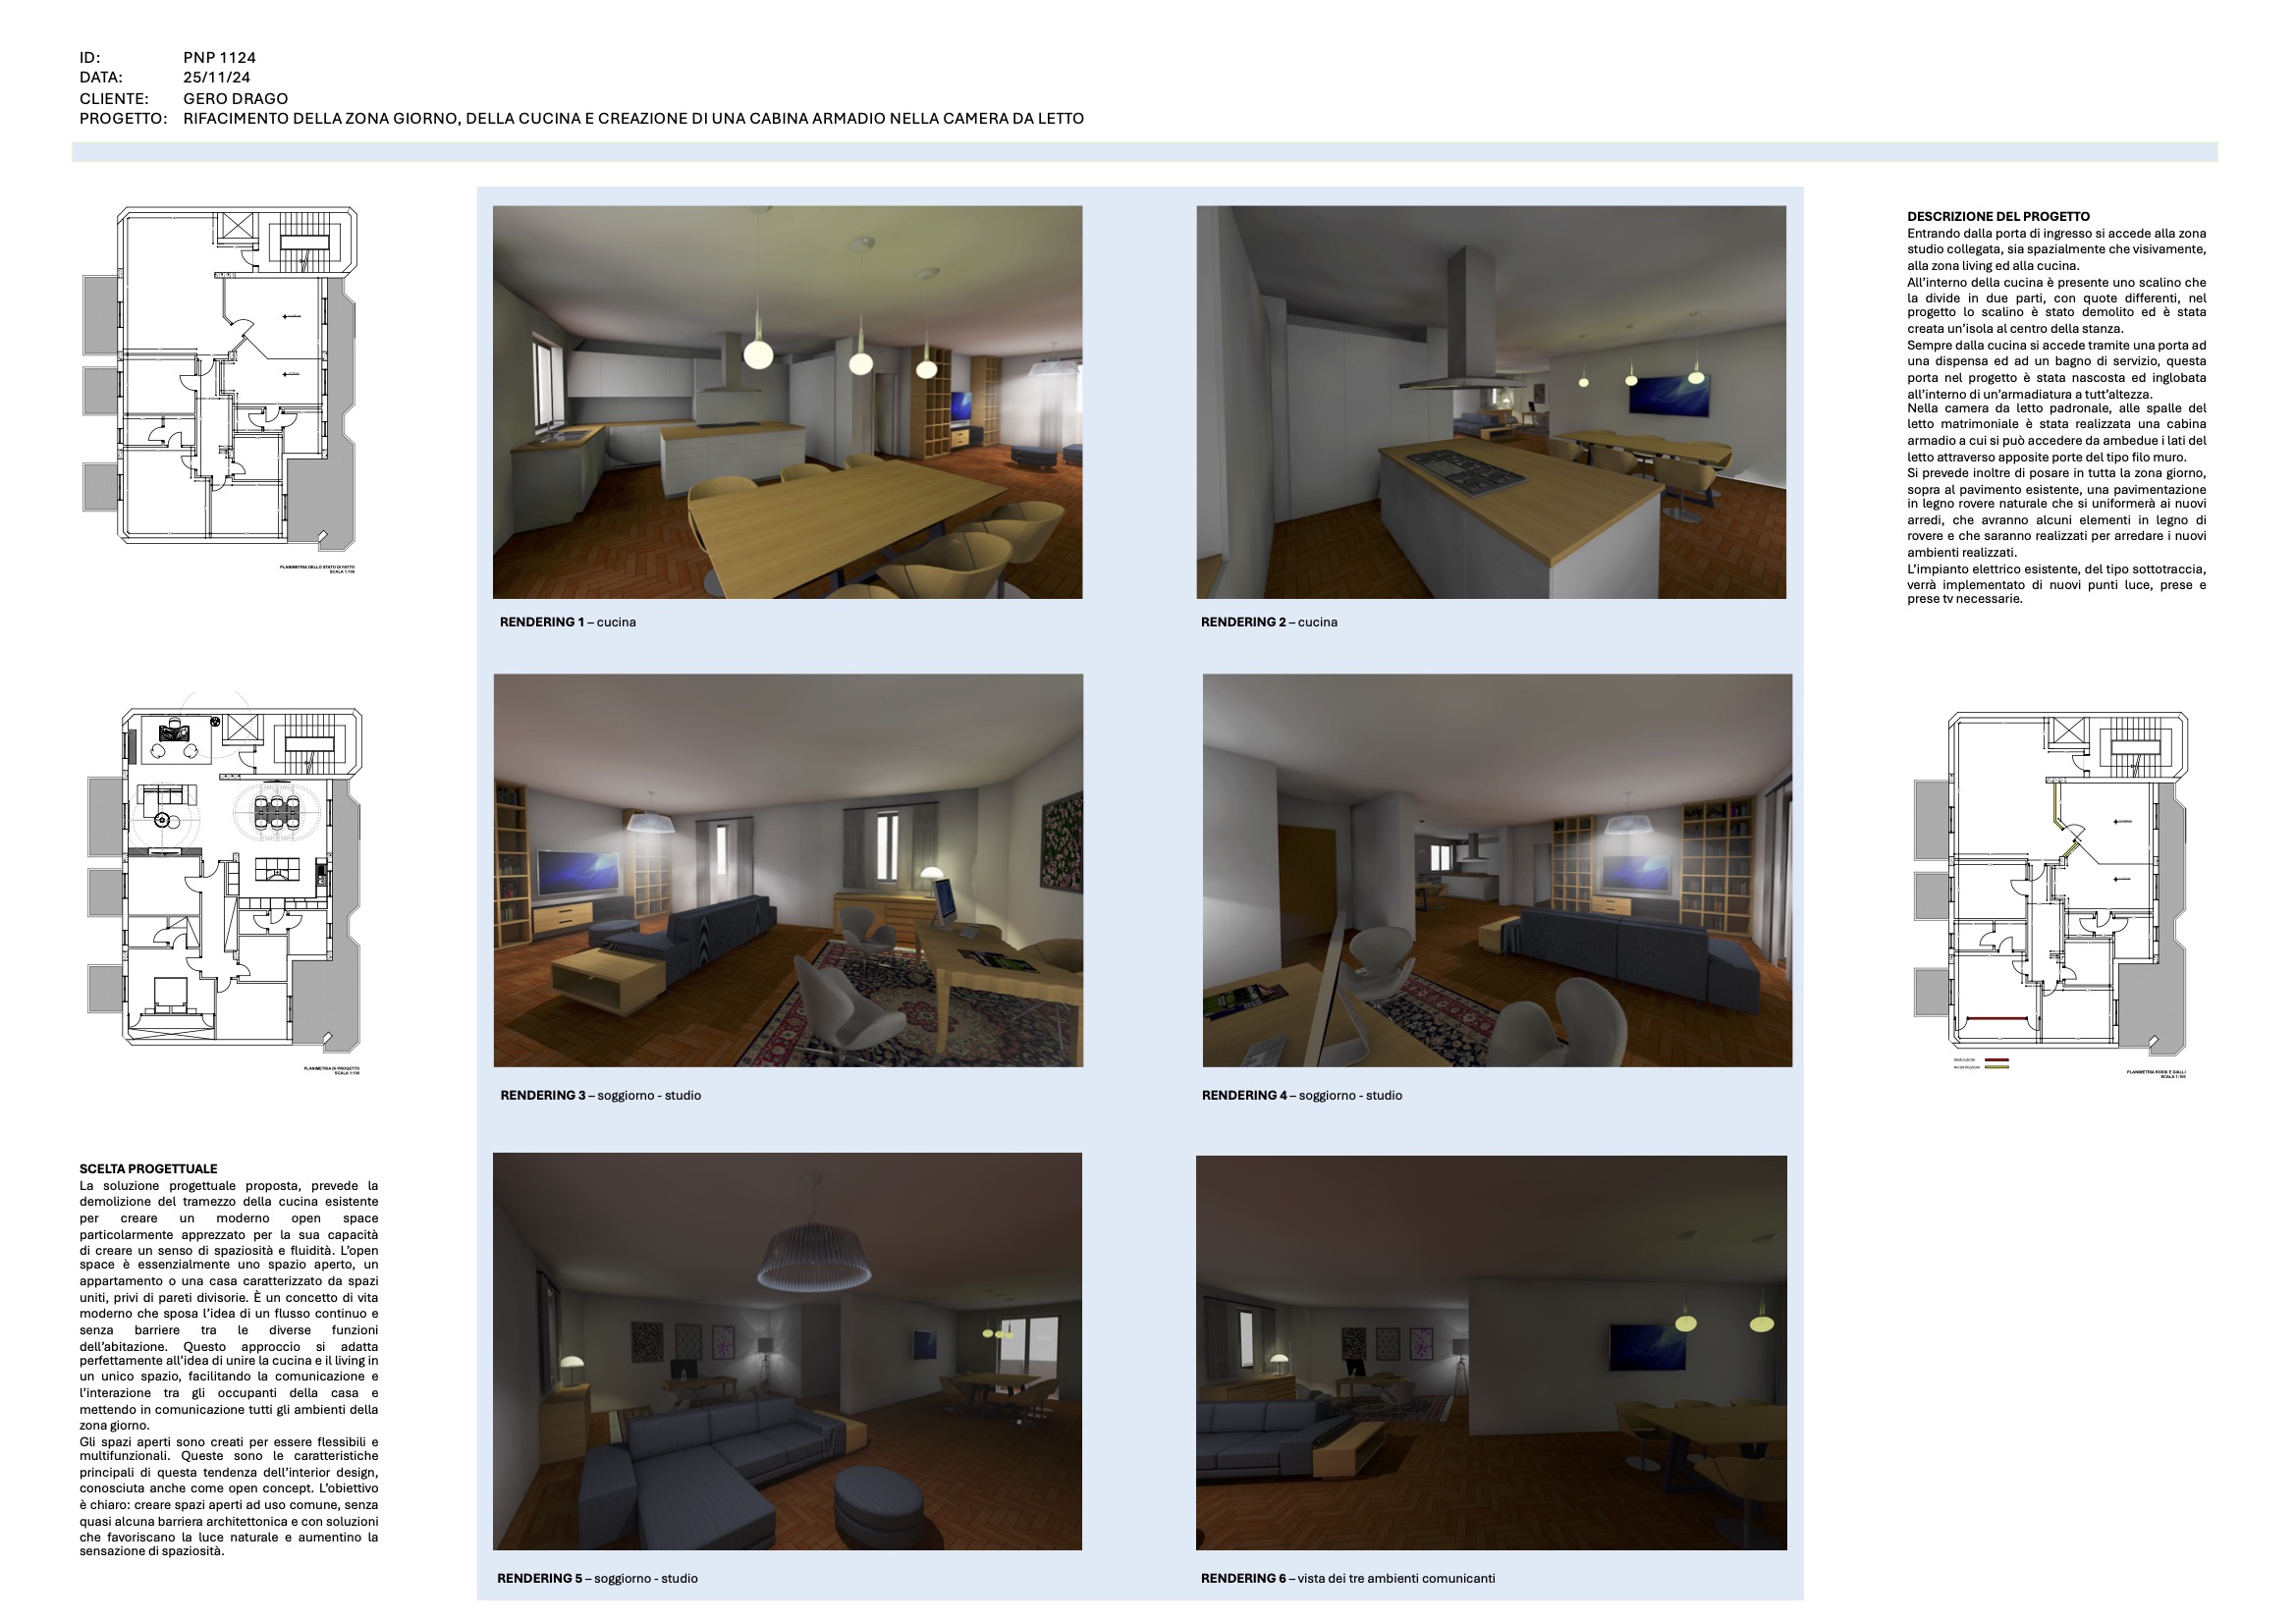 ID: PNP 1124
DATA: 25/11/24
CLIENTE: GERO DRAGO
PROGETTO: RIFACIMENTO DELLA ZONA GIORNO, DELLA CUCINA E CREAZIONE DI UNA CABINA ARMADIO NELLA CAMERA DA LETTO
PLANIMETRIA DELLO STATO DI FATTO
SCALA 1:100
RENDERING 1 – cucina
RENDERING 2 – cucina
DESCRIZIONE DEL PROGETTO
Entrando dalla porta di ingresso si accede alla zona
studio collegata, sia spazialmente che visivamente,
alla zona living ed alla cucina.
All'interno della cucina è presente uno scalino che
la divide in due parti, con quote differenti, nel
progetto lo scalino è stato demolito ed è stata
creata un'isola al centro della stanza.
Sempre dalla cucina si accede tramite una porta ad
una dispensa ed ad un bagno di servizio, questa
porta nel progetto è stata nascosta ed inglobata
all'interno di un'armadiatura a tutt'altezza.
Nella camera da letto padronale, alle spalle del
letto matrimoniale è stata realizzata una cabina
armadio a cui si può accedere da ambedue i lati del
letto attraverso apposite porte del tipo filo muro.
Si prevede inoltre di posare in tutta la zona giorno,
sopra al pavimento esistente, una pavimentazione
in legno rovere naturale che si uniformerà ai nuovi
arredi, che avranno alcuni elementi in legno di
rovere e che saranno realizzati per arredare i nuovi
ambienti realizzati.
L'impianto elettrico esistente, del tipo sottotraccia,
verrà implementato di nuovi punti luce, prese e
prese tv necessarie.
PLANIMETRIA DI PROGETTO
SCALA 1:100
RENDERING 3 – soggiorno - studio
RENDERING 4 – soggiorno - studio
DEMOLIZIONI
RICOSTRUZIONI
PLANIMETRIA ROSSI E GIALLI
SCALA 1:100
SCELTA PROGETTUALE
La soluzione progettuale proposta, prevede la
demolizione del tramezzo della cucina esistente
per creare un moderno open space
particolarmente apprezzato per la sua capacità
di creare un senso di spaziosità e fluidità. L'open
space è essenzialmente uno spazio aperto, un
appartamento o una casa caratterizzato da spazi
uniti, privi di pareti divisorie. È un concetto di vita
moderno che sposa l'idea di un flusso continuo e
senza barriere tra le diverse funzioni
dell'abitazione. Questo approccio si adatta
perfettamente all'idea di unire la cucina e il living in
un unico spazio, facilitando la comunicazione e
l'interazione tra gli occupanti della casa e
mettendo in comunicazione tutti gli ambienti della
zona giorno.
Gli spazi aperti sono creati per essere flessibili e
multifunzionali. Queste sono le caratteristiche
principali di questa tendenza dell'interior design,
conosciuta anche come open concept. L'obiettivo
è chiaro: creare spazi aperti ad uso comune, senza
quasi alcuna barriera architettonica e con soluzioni
che favoriscano la luce naturale e aumentino la
sensazione di spaziosità.
RENDERING 5 – soggiorno - studio
RENDERING 6 – vista dei tre ambienti comunicanti